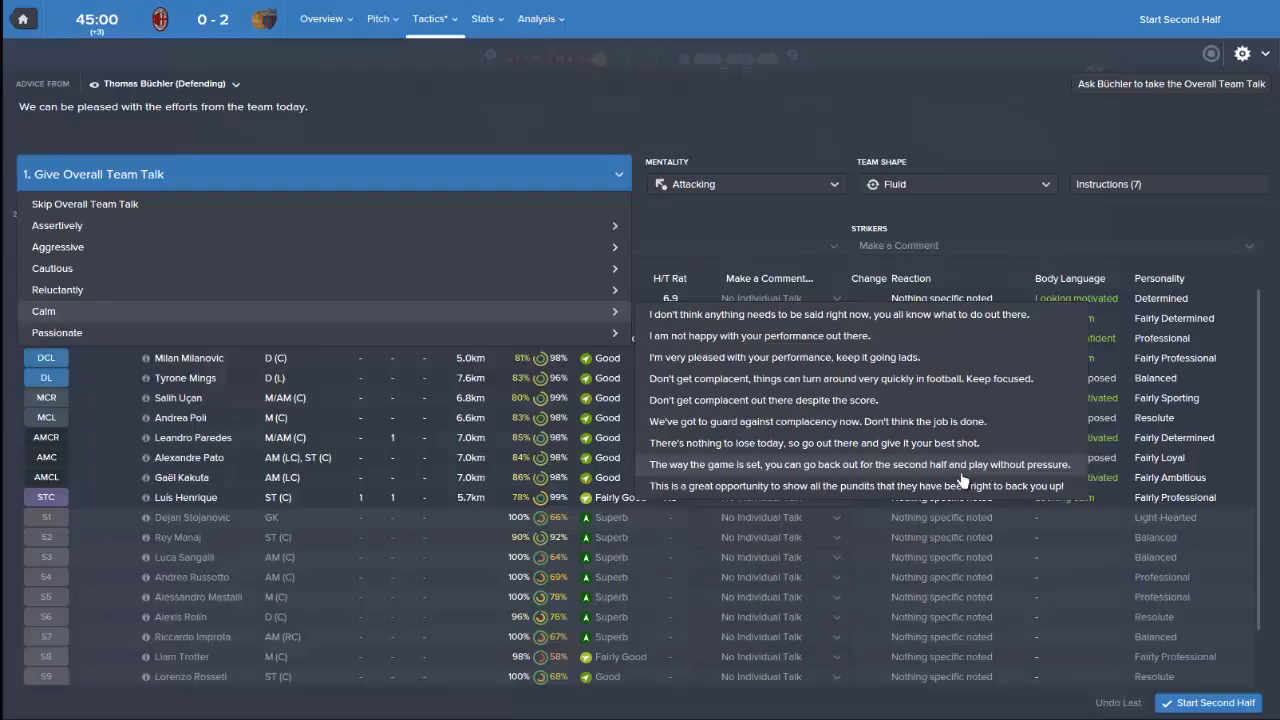 45:00 0 - 2 Overview Pitch Tactics* Stats Analysis Start Second Half
(+3)
ADVICE FROM Thomas Büchler (Defending) Ask Büchler to take the Overall Team Talk
We can be pleased with the efforts from the team today.
MENTALITY TEAM SHAPE
1. Give Overall Team Talk Attacking Fluid Instructions (7)
Skip Overall Team Talk
Assertively STRIKERS
Aggressive Make a Comment
Cautious H/T Rat Make a Comment... Change Reaction Body Language Personality
Reluctantly 6.9 No Individual Talk Nothing specific noted Looking motivated Determined
Calm I don't think anything needs to be said right now, you all know what to do out there. Fairly Determined
Passionate I am not happy with your performance out there. Professional
DCL Milan Milanovic D (C) - - - 5.0km 81% 98% Good I'm very pleased with your performance, keep it going lads. Fairly Professional
DL Tyrone Mings D (L) - - - 7.6km 83% 96% Good Don't get complacent, things can turn around very quickly in football. Keep focused. Balanced
MCR Salih Uçan M/AM (C) - - - 6.8km 80% 99% Good Don't get complacent out there despite the score. Fairly Sporting
MCL Andrea Poli M (C) - - - 6.6km 83% 98% Good We've got to guard against complacency now. Don't think the job is done. Resolute
AMCR Leandro Paredes M/AM (C) - 1 - 7.0km 85% 98% Good There's nothing to lose today, so go out there and give it your best shot. Fairly Determined
AMC Alexandre Pato AM (LC), ST (C) - - - 7.0km 84% 98% Good The way the game is set, you can go back out for the second half and play without pressure. Fairly Loyal
AMCL Gaël Kakuta AM (LC) - - - 7.0km 86% 98% Good This is a great opportunity to show all the pundits that they have been right to back you up! Fairly Ambitious
STC Luís Henrique ST (C) 1 1 - 5.7km 78% 99% Fairly Good Fairly Professional
S1 Dejan Stojanovic GK 100% 66% Superb No Individual Talk Nothing specific noted - Light-Hearted
S2 Rey Manaj ST (C) 90% 92% Superb No Individual Talk Nothing specific noted - Balanced
S3 Luca Sangalli AM (C) 100% 64% Superb No Individual Talk Nothing specific noted - Balanced
S4 Andrea Russotto AM (C) 100% 69% Superb No Individual Talk Nothing specific noted - Professional
S5 Alessandro Mastalli M (C) 100% 78% Superb No Individual Talk Nothing specific noted - Professional
S6 Alexis Rolín D (C) 96% 76% Superb No Individual Talk Nothing specific noted - Resolute
S7 Riccardo Improta AM (RC) 100% 67% Superb No Individual Talk Nothing specific noted - Balanced
S8 Liam Trotter M (C) 98% 58% Fairly Good No Individual Talk Nothing specific noted - Fairly Professional
S9 Lorenzo Rosseti ST (C) 100% 68% Good No Individual Talk Nothing specific noted - Resolute
Undo Last Start Second Half